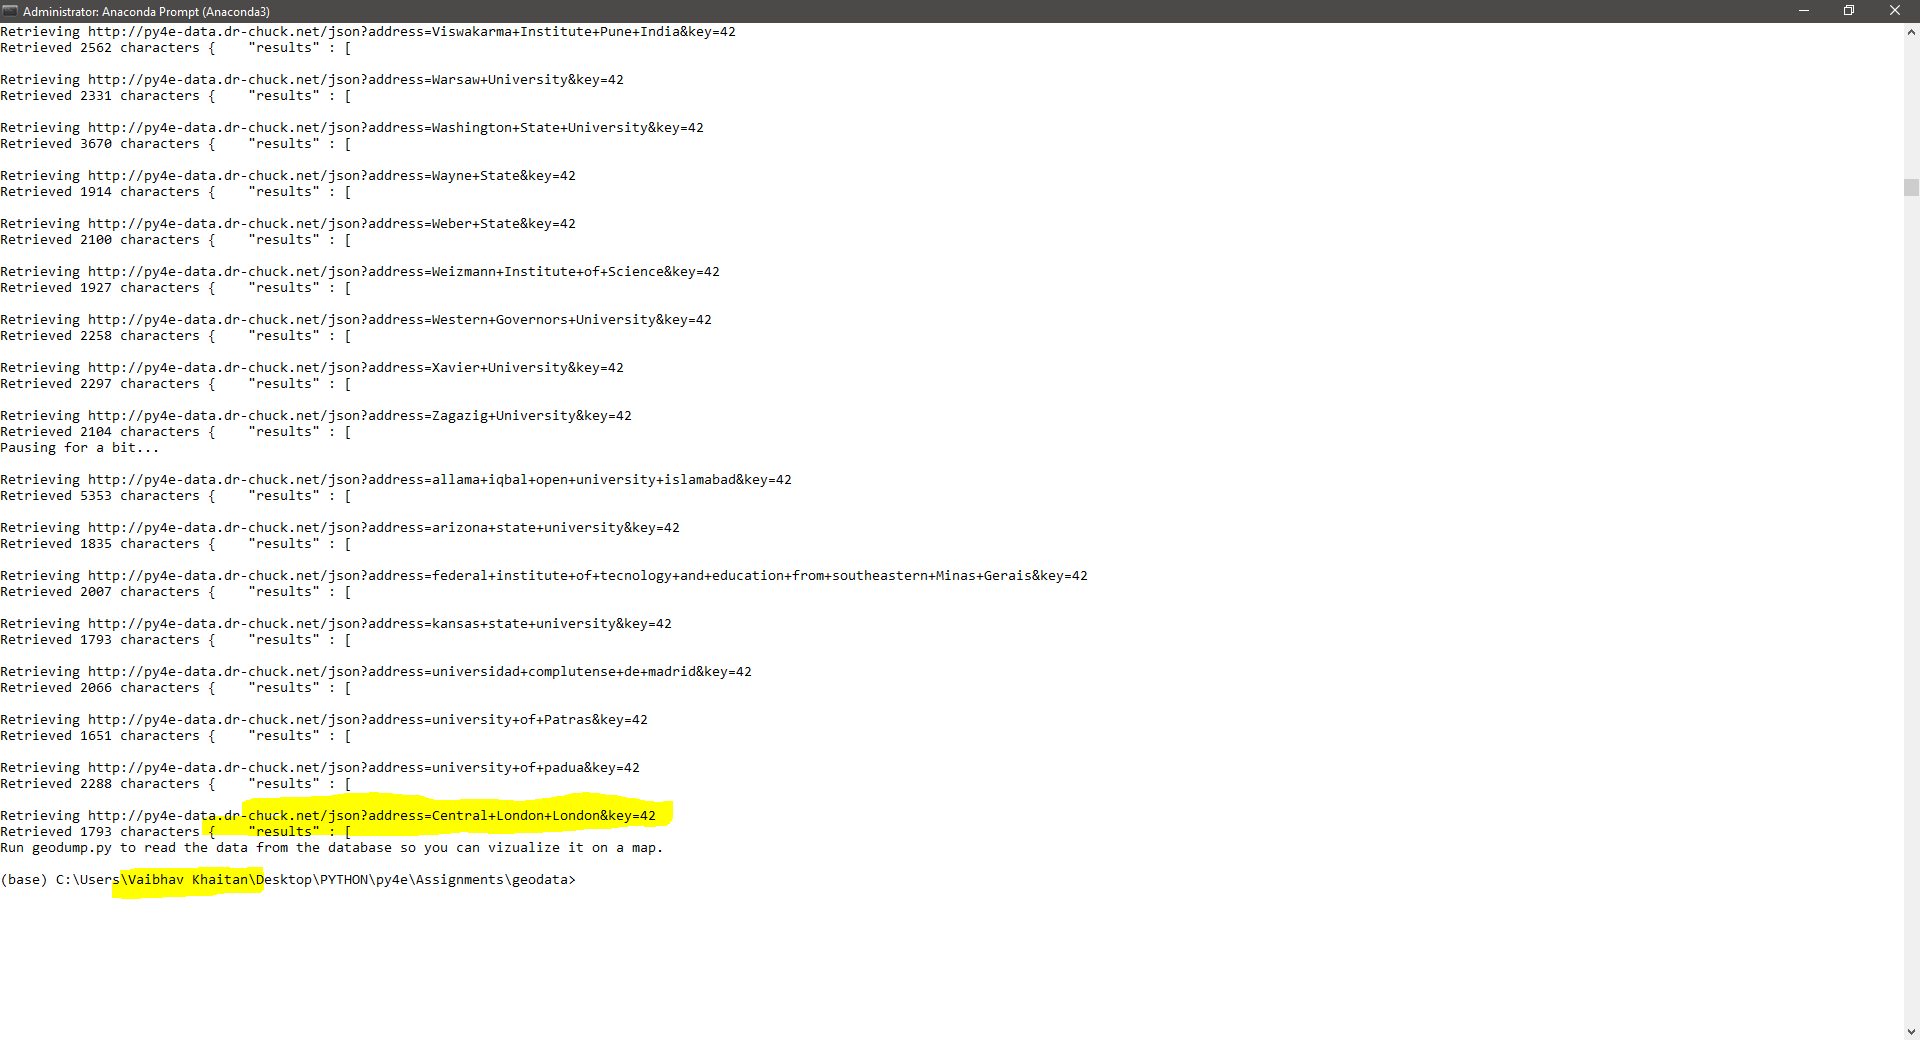 Administrator: Anaconda Prompt (Anaconda3)
Retrieving http://py4e-data.dr-chuck.net/json?address=Viswakarma+Institute+Pune+India&key=42
Retrieved 2562 characters {    "results" : [
Retrieving http://py4e-data.dr-chuck.net/json?address=Warsaw+University&key=42
Retrieved 2331 characters {    "results" : [
Retrieving http://py4e-data.dr-chuck.net/json?address=Washington+State+University&key=42
Retrieved 3670 characters {    "results" : [
Retrieving http://py4e-data.dr-chuck.net/json?address=Wayne+State&key=42
Retrieved 1914 characters {    "results" : [
Retrieving http://py4e-data.dr-chuck.net/json?address=Weber+State&key=42
Retrieved 2100 characters {    "results" : [
Retrieving http://py4e-data.dr-chuck.net/json?address=Weizmann+Institute+of+Science&key=42
Retrieved 1927 characters {    "results" : [
Retrieving http://py4e-data.dr-chuck.net/json?address=Western+Governors+University&key=42
Retrieved 2258 characters {    "results" : [
Retrieving http://py4e-data.dr-chuck.net/json?address=Xavier+University&key=42
Retrieved 2297 characters {    "results" : [
Retrieving http://py4e-data.dr-chuck.net/json?address=Zagazig+University&key=42
Retrieved 2104 characters {    "results" : [
Pausing for a bit...
Retrieving http://py4e-data.dr-chuck.net/json?address=allama+iqbal+open+university+islamabad&key=42
Retrieved 5353 characters {    "results" : [
Retrieving http://py4e-data.dr-chuck.net/json?address=arizona+state+university&key=42
Retrieved 1835 characters {    "results" : [
Retrieving http://py4e-data.dr-chuck.net/json?address=federal+institute+of+tecnology+and+education+from+southeastern+Minas+Gerais&key=42
Retrieved 2007 characters {    "results" : [
Retrieving http://py4e-data.dr-chuck.net/json?address=kansas+state+university&key=42
Retrieved 1793 characters {    "results" : [
Retrieving http://py4e-data.dr-chuck.net/json?address=universidad+complutense+de+madrid&key=42
Retrieved 2066 characters {    "results" : [
Retrieving http://py4e-data.dr-chuck.net/json?address=university+of+Patras&key=42
Retrieved 1651 characters {    "results" : [
Retrieving http://py4e-data.dr-chuck.net/json?address=university+of+padua&key=42
Retrieved 2288 characters {    "results" : [
Retrieving http://py4e-data.dr-chuck.net/json?address=Central+London+London&key=42
Retrieved 1793 characters {    "results" : [
Run geodump.py to read the data from the database so you can vizualize it on a map.
(base) C:\Users\Vaibhav Khaitan\Desktop\PYTHON\py4e\Assignments\geodata>